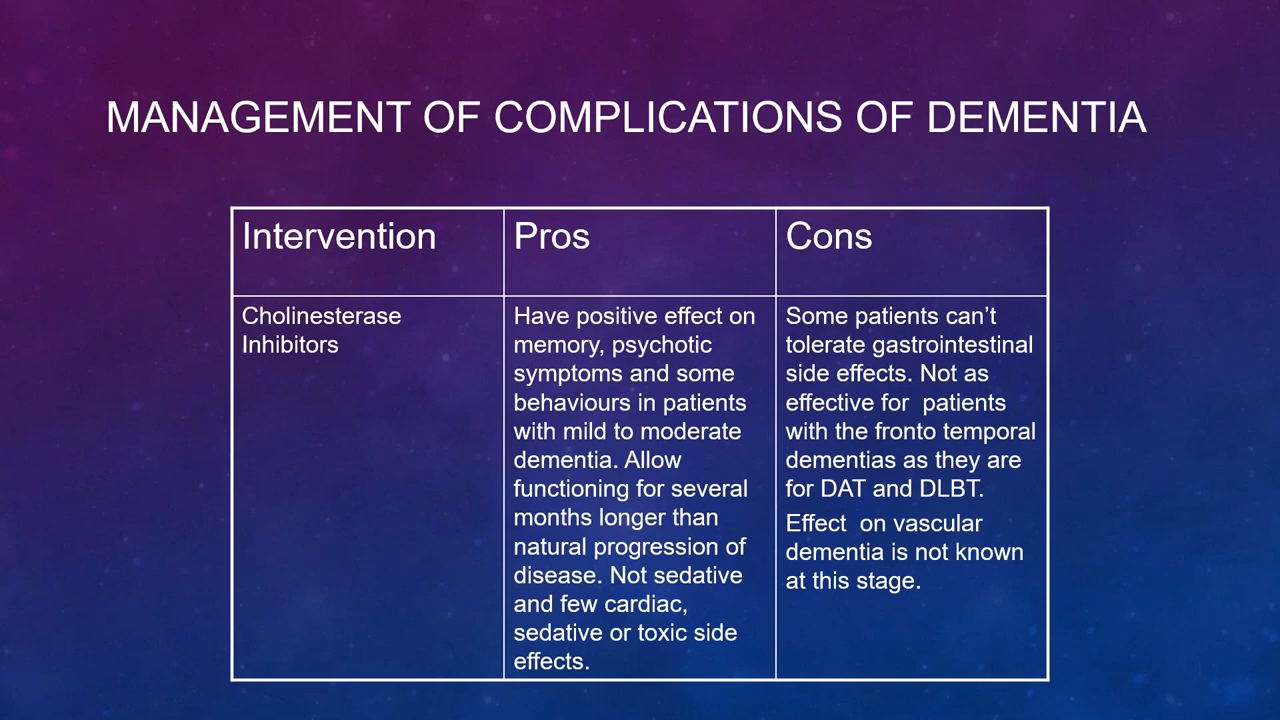 MANAGEMENT OF COMPLICATIONS OF DEMENTIA
Intervention
Pros
Cons
Cholinesterase
Inhibitors
Have positive effect on
memory, psychotic
symptoms and some
behaviours in patients
with mild to moderate
dementia. Allow
functioning for several
months longer than
natural progression of
disease. Not sedative
and few cardiac,
sedative or toxic side
effects.
Some patients can’t
tolerate gastrointestinal
side effects. Not as
effective for  patients
with the fronto temporal
dementias as they are
for DAT and DLBT.
Effect  on vascular
dementia is not known
at this stage.